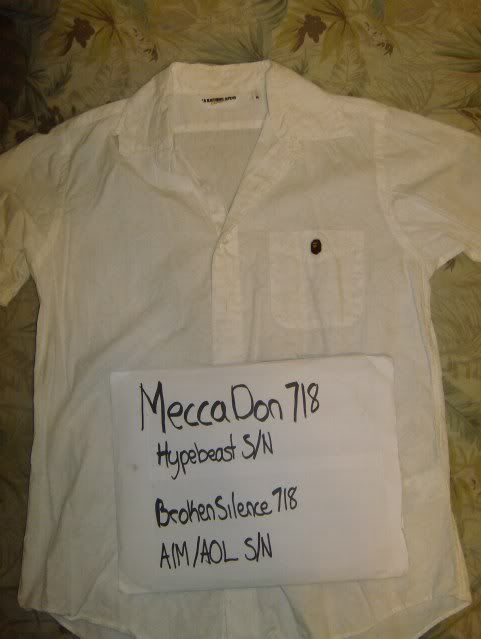 MeccaDon718
Hypebeast S/N
BrokenSilence718
AIM/AOL S/N